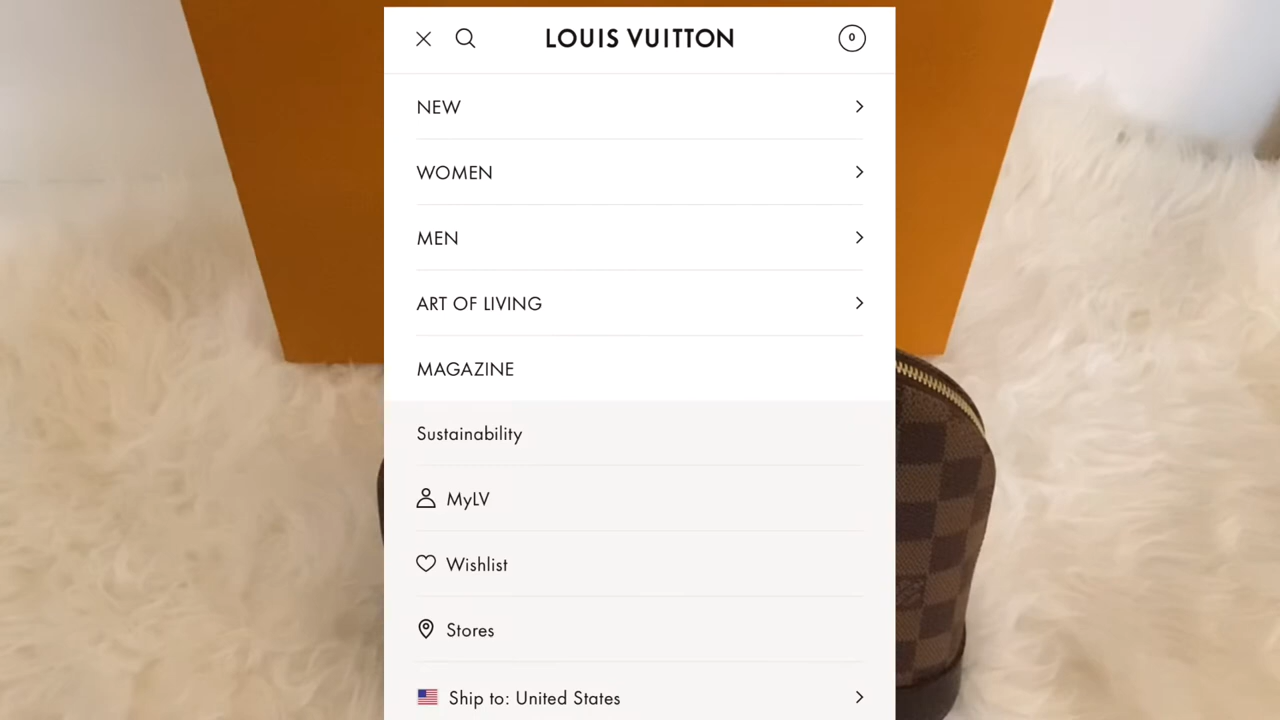 LOUIS VUITTON
0
NEW
WOMEN
MEN
ART OF LIVING
MAGAZINE
Sustainability
MyLV
Wishlist
Stores
Ship to: United States